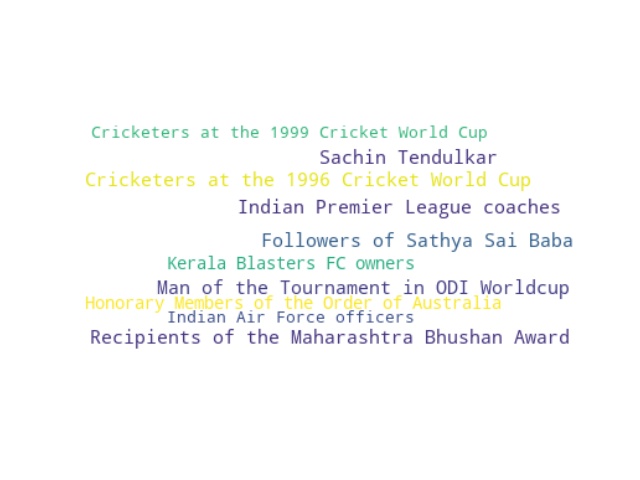 Cricketers at the 1999 Cricket World Cup
Sachin Tendulkar
Cricketers at the 1996 Cricket World Cup
Indian Premier League coaches
Followers of Sathya Sai Baba
Kerala Blasters FC owners
Man of the Tournament in ODI Worldcup
Honorary Members of the Order of Australia
Indian Air Force officers
Recipients of the Maharashtra Bhushan Award